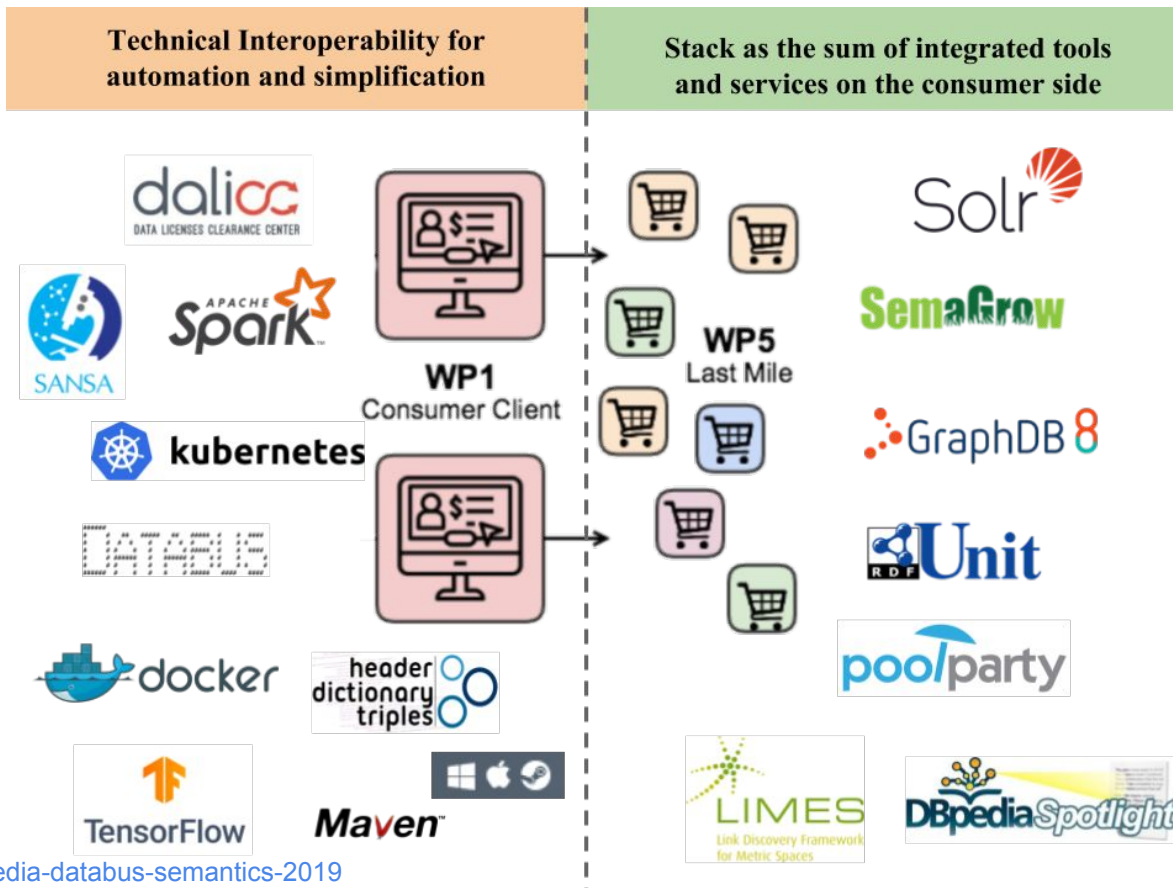 Technical Interoperability for
automation and simplification
Stack as the sum of integrated tools
and services on the consumer side
dalicc
DATA LICENSES CLEARANCE CENTER
SANSA
APACHE
Spark™
WP1
Consumer Client
kubernetes
DATABUS
docker
header
dictionary
triples
TensorFlow
Maven™
edia-databus-semantics-2019
WP5
Last Mile
Solr
SemaGrow
GraphDB 8
RDF
Unit
poolparty
LIMES
Link Discovery Framework
for Metric Spaces
DBpedia Spotlight